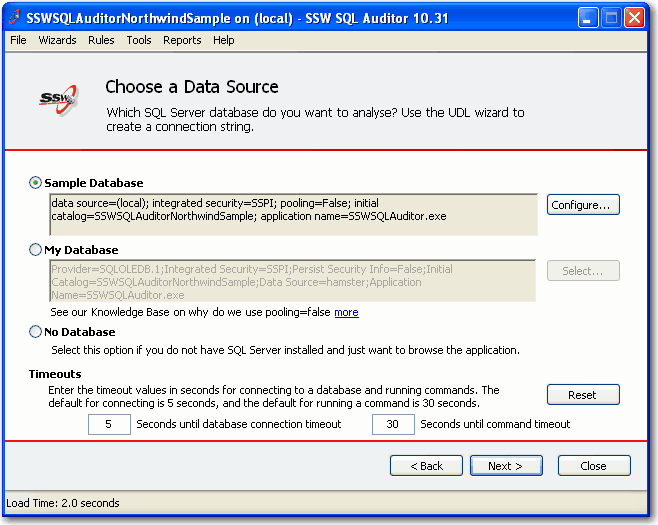 SSWSQLAuditorNorthwindSample on (local) - SSW SQL Auditor 10.31
File Wizards Rules Tools Reports Help
SSW
Choose a Data Source
Which SQL Server database do you want to analyse? Use the UDL wizard to
create a connection string.
Sample Database
data source=(local); integrated security=SSPI; pooling=False; initial
catalog=SSWSQLAuditorNorthwindSample; application name=SSWSQLAuditor.exe
Configure...
My Database
Provider=SQLOLEDB.1;Integrated Security=SSPI;Persist Security Info=False;Initial
Catalog=SSWSQLAuditorNorthwindSample;Data Source=hamster;Application
Name=SSWSQLAuditor.exe
Select...
See our Knowledge Base on why do we use pooling=false more
No Database
Select this option if you do not have SQL Server installed and just want to browse the application.
Timeouts
Enter the timeout values in seconds for connecting to a database and running commands. The
default for connecting is 5 seconds, and the default for running a command is 30 seconds.
Reset
5 Seconds until database connection timeout 30 Seconds until command timeout
< Back Next > Close
Load Time: 2.0 seconds